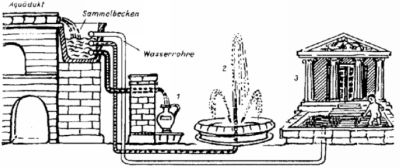 Aquädukt
Sammelbecken
Wasserrohre
1
2
3